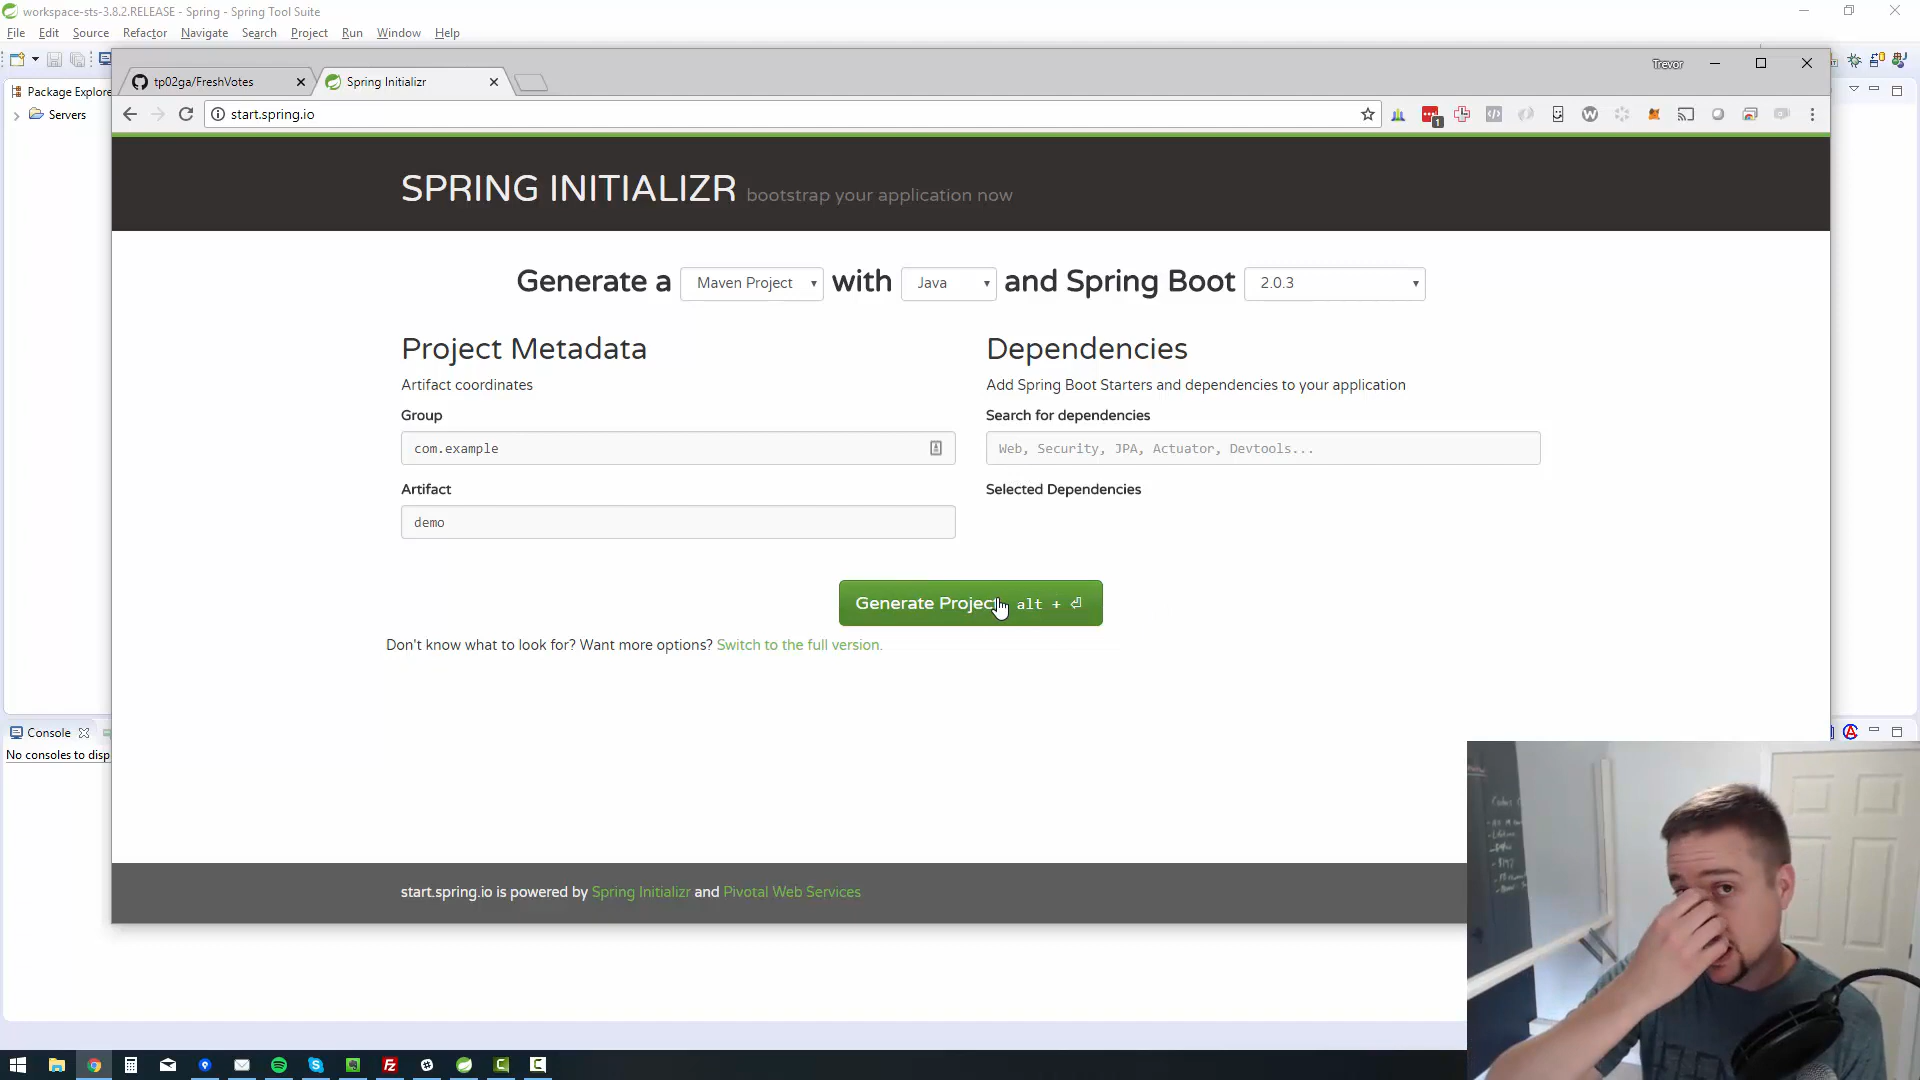 workspace-sts-3.8.2.RELEASE - Spring - Spring Tool Suite
File Edit Source Refactor Navigate Search Project Run Window Help
tp02ga/FreshVotes
Spring Initializr
Trevor
Package Explore
start.spring.io
1
Servers
SPRING INITIALIZR bootstrap your application now
Generate a Maven Project with Java and Spring Boot 2.0.3
Project Metadata
Artifact coordinates
Group
com.example
Artifact
demo
Dependencies
Add Spring Boot Starters and dependencies to your application
Search for dependencies
Web, Security, JPA, Actuator, Devtools...
Selected Dependencies
Generate Project alt + ⏎
Don't know what to look for? Want more options? Switch to the full version.
Console
No consoles to disp
start.spring.io is powered by Spring Initializr and Pivotal Web Services